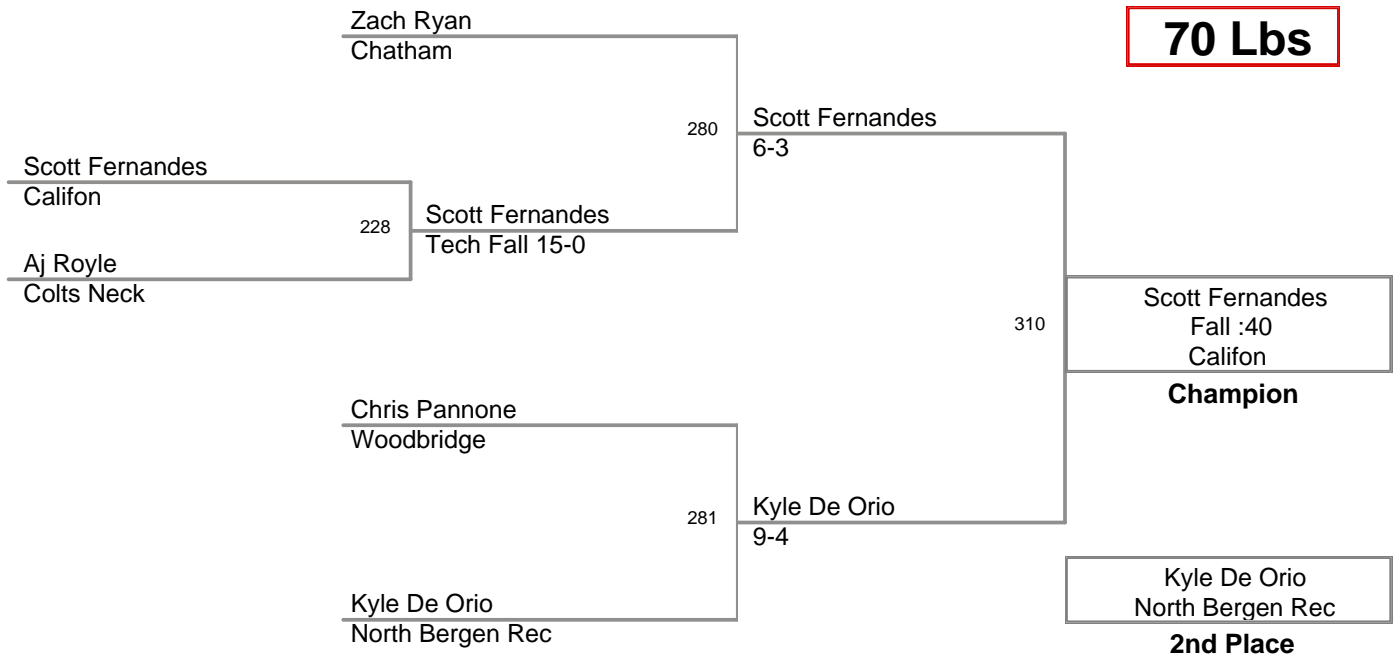 70 Lbs
Zach Ryan
Chatham
280
Scott Fernandes
6-3
Scott Fernandes
Califon
228
Scott Fernandes
Tech Fall 15-0
Aj Royle
Colts Neck
310
Scott Fernandes
Fall :40
Califon
Champion
Chris Pannone
Woodbridge
281
Kyle De Orio
9-4
Kyle De Orio
North Bergen Rec
Kyle De Orio
North Bergen Rec
2nd Place